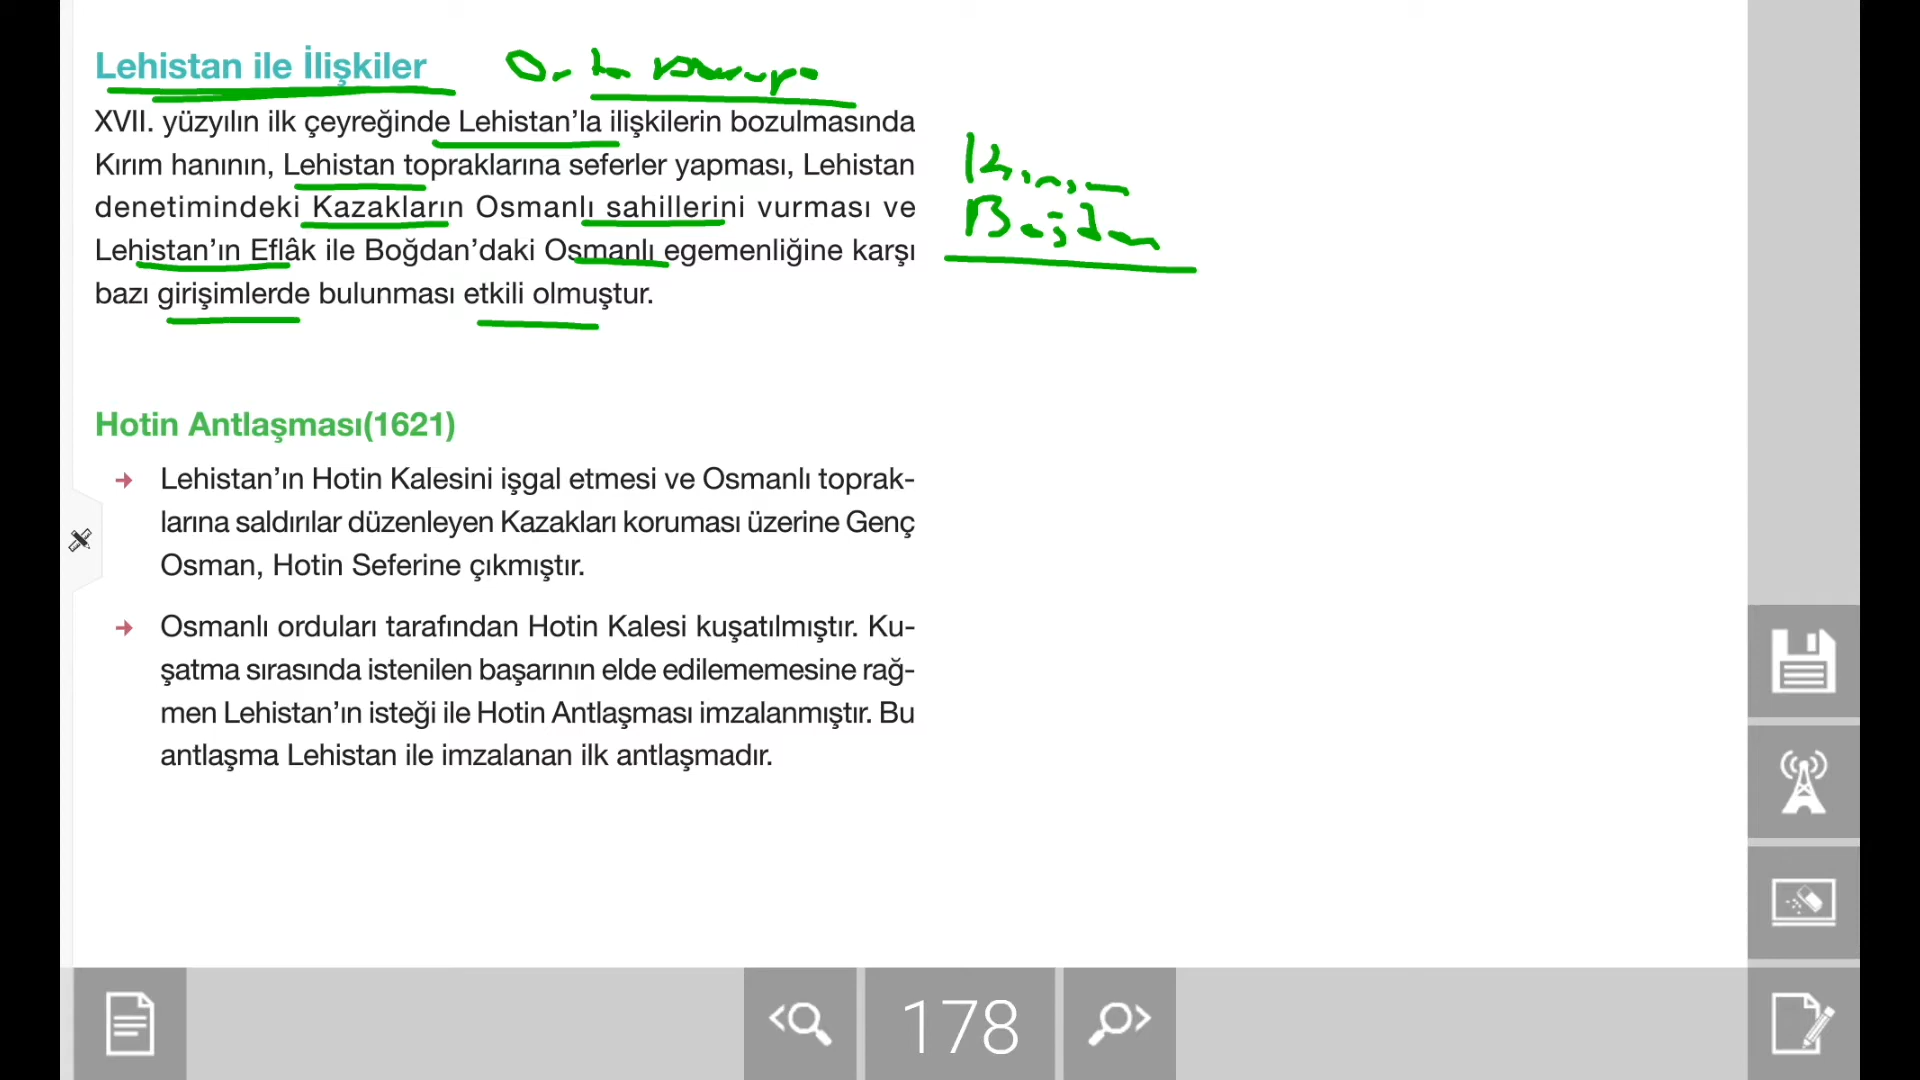 Lehistan ile İlişkiler
Orta Avrupa
XVII. yüzyılın ilk çeyreğinde Lehistan’la ilişkilerin bozulmasında
Kırım hanının, Lehistan topraklarına seferler yapması, Lehistan
denetimindeki Kazakların Osmanlı sahillerini vurması ve
Lehistan’ın Eflâk ile Boğdan’daki Osmanlı egemenliğine karşı
bazı girişimlerde bulunması etkili olmuştur.
Kırım
Boğdan
Hotin Antlaşması(1621)
→ Lehistan’ın Hotin Kalesini işgal etmesi ve Osmanlı toprak-
larına saldırılar düzenleyen Kazakları koruması üzerine Genç
Osman, Hotin Seferine çıkmıştır.
→ Osmanlı orduları tarafından Hotin Kalesi kuşatılmıştır. Ku-
şatma sırasında istenilen başarının elde edilememesine rağ-
men Lehistan’ın isteği ile Hotin Antlaşması imzalanmıştır. Bu
antlaşma Lehistan ile imzalanan ilk antlaşmadır.
178